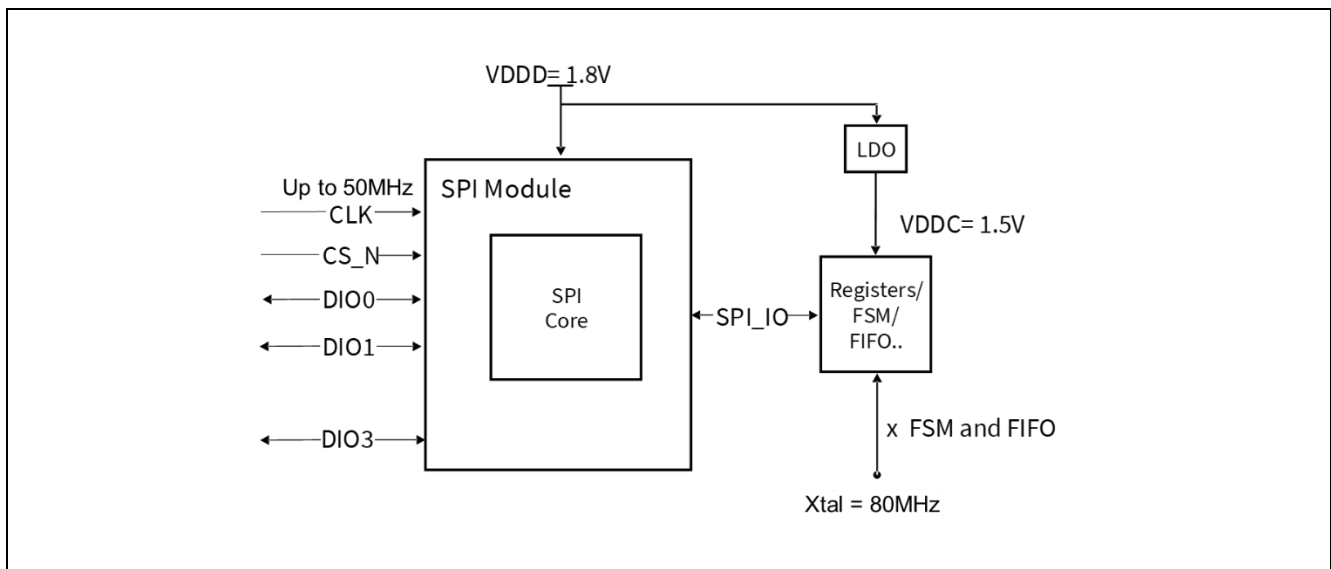 VDDD= 1.8V
LDO
Up to 50MHz
SPI Module
CLK
VDDC= 1.5V
CS_N
SPI
Core
Registers/
FSM/
FIFO..
DIO0
SPI_IO
DIO1
DIO3
x FSM and FIFO
Xtal = 80MHz